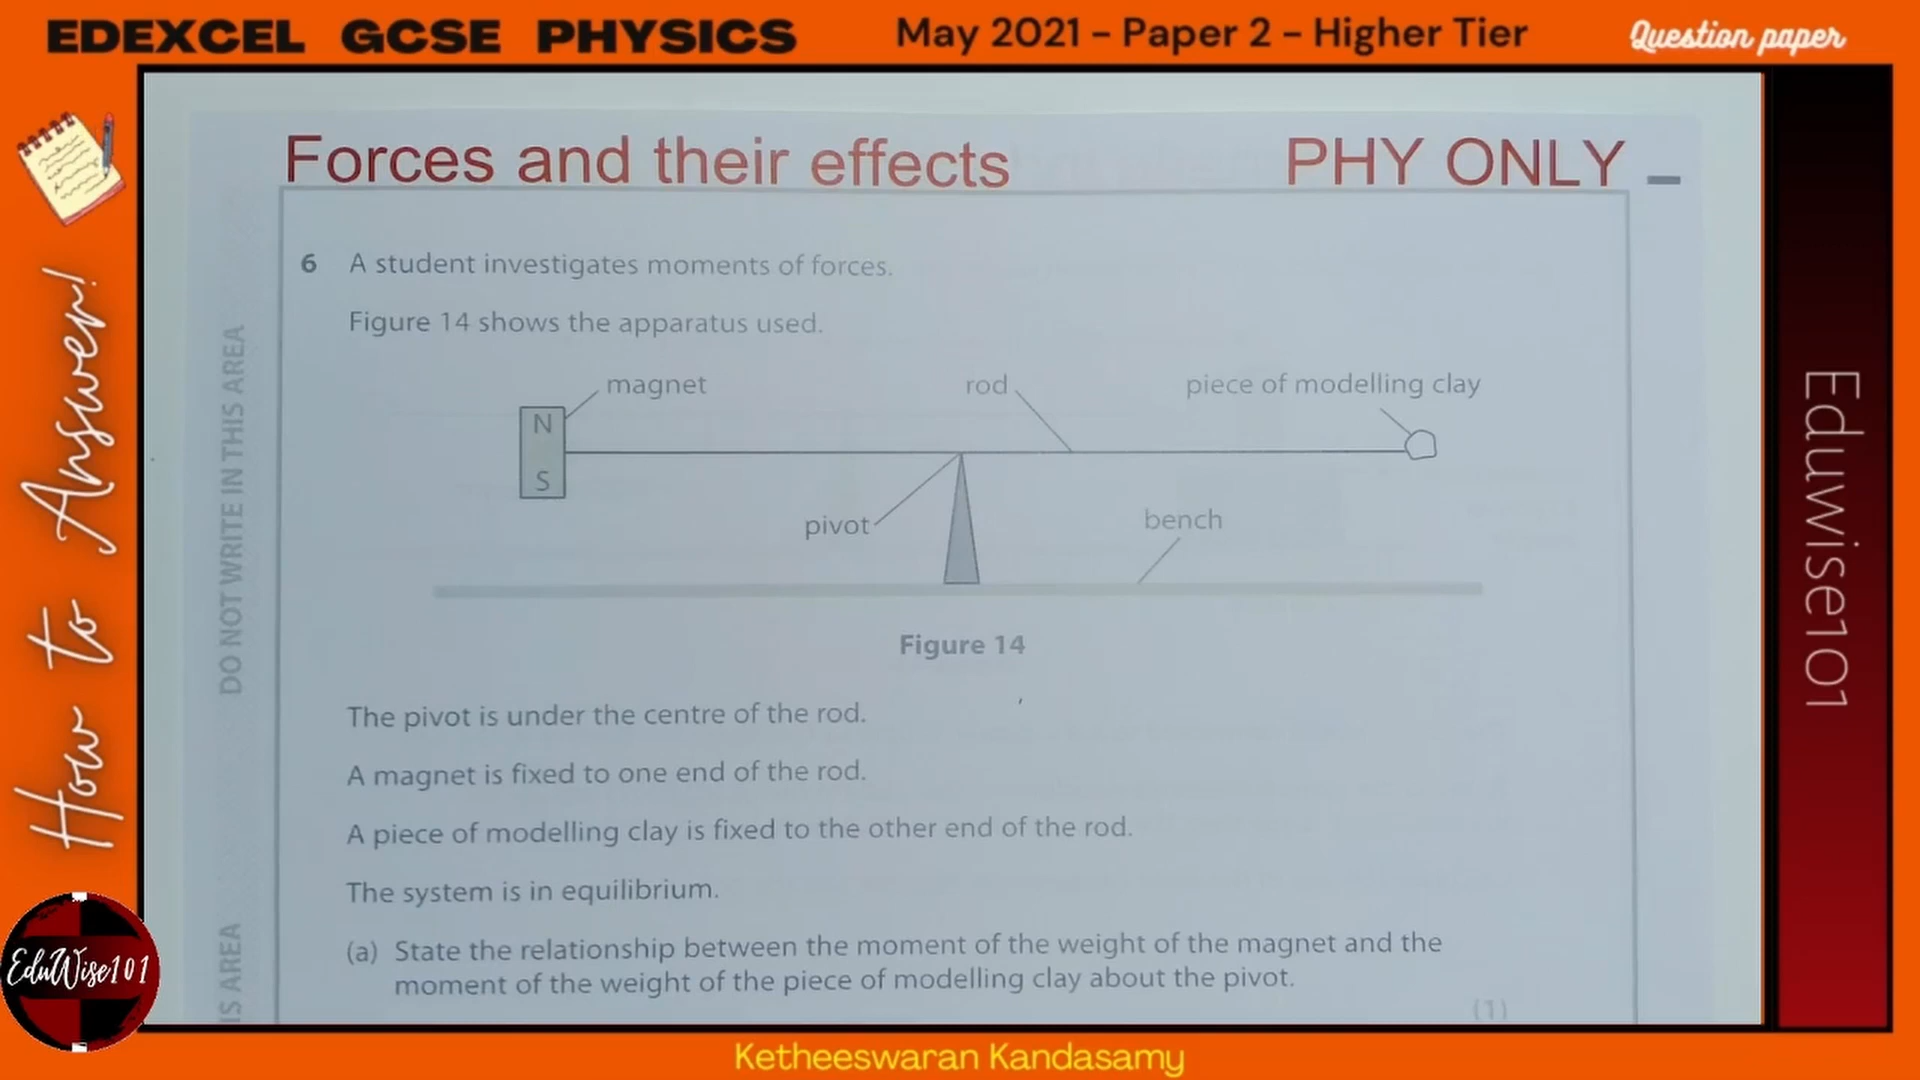 EDEXCEL GCSE PHYSICS
May 2021 - Paper 2 - Higher Tier
Question paper
Forces and their effects
PHY ONLY
6 A student investigates moments of forces.
Figure 14 shows the apparatus used.
magnet
rod
piece of modelling clay
N
S
pivot
bench
Figure 14
The pivot is under the centre of the rod.
A magnet is fixed to one end of the rod.
A piece of modelling clay is fixed to the other end of the rod.
The system is in equilibrium.
(a) State the relationship between the moment of the weight of the magnet and the
moment of the weight of the piece of modelling clay about the pivot.
(1)
DO NOT WRITE IN THIS AREA
IS AREA
How to Answer!
EduWise101
Eduwise101
Ketheeswaran Kandasamy